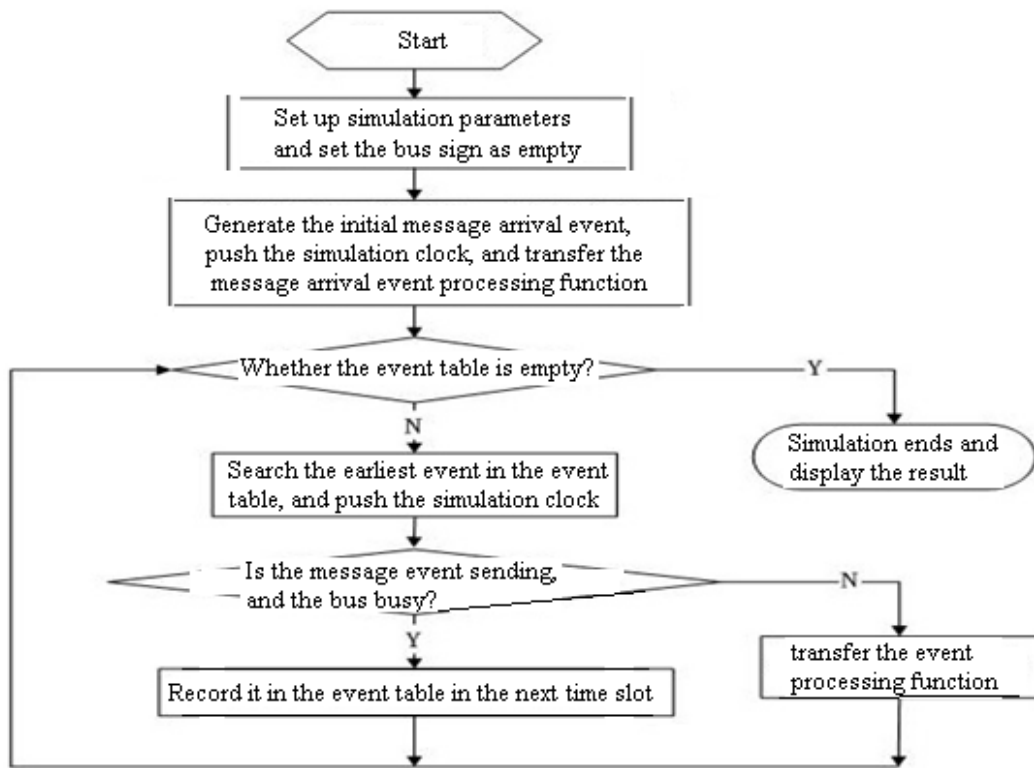 Start
Set up simulation parameters
and set the bus sign as empty
Generate the initial message arrival event,
push the simulation clock, and transfer the
message arrival event processing function
Whether the event table is empty?
Y
N
Simulation ends and
display the result
Search the earliest event in the event
table, and push the simulation clock
Is the message event sending,
and the bus busy?
N
Y
transfer the event
processing function
Record it in the event table in the next time slot